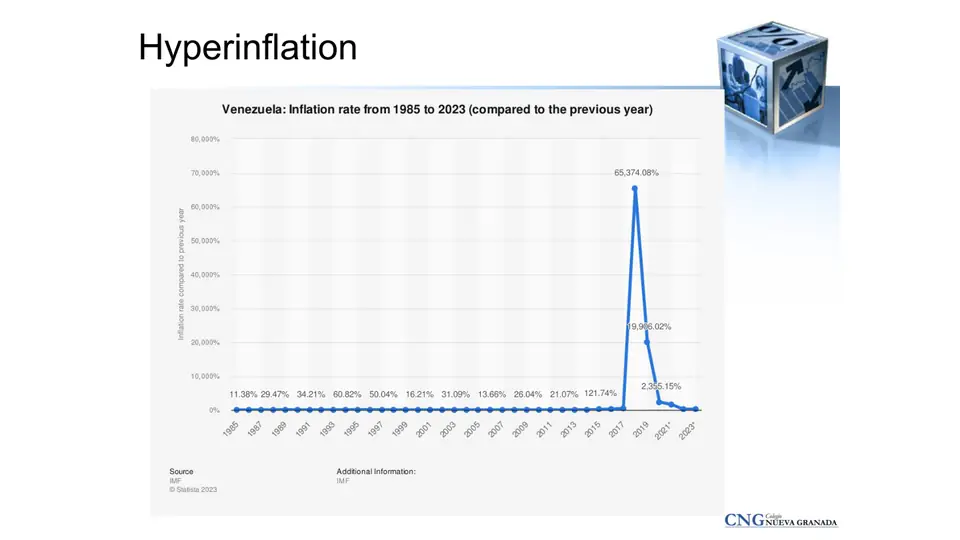 Hyperinflation
%
Venezuela: Inflation rate from 1985 to 2023 (compared to the previous year)
Inflation rate compared to previous year
80,000%
70,000%
60,000%
50,000%
40,000%
30,000%
20,000%
10,000%
0%
65,374.08%
19,906.02%
2,355.15%
11.38% 29.47% 34.21% 60.82% 50.04% 16.21% 31.09% 13.66% 26.04% 21.07% 121.74%
1985 1987 1989 1991 1993 1995 1997 1999 2001 2003 2005 2007 2009 2011 2013 2015 2017 2019 2021* 2023*
Source
IMF
© Statista 2023
Additional Information:
IMF
CNG Colegio
NUEVA GRANADA